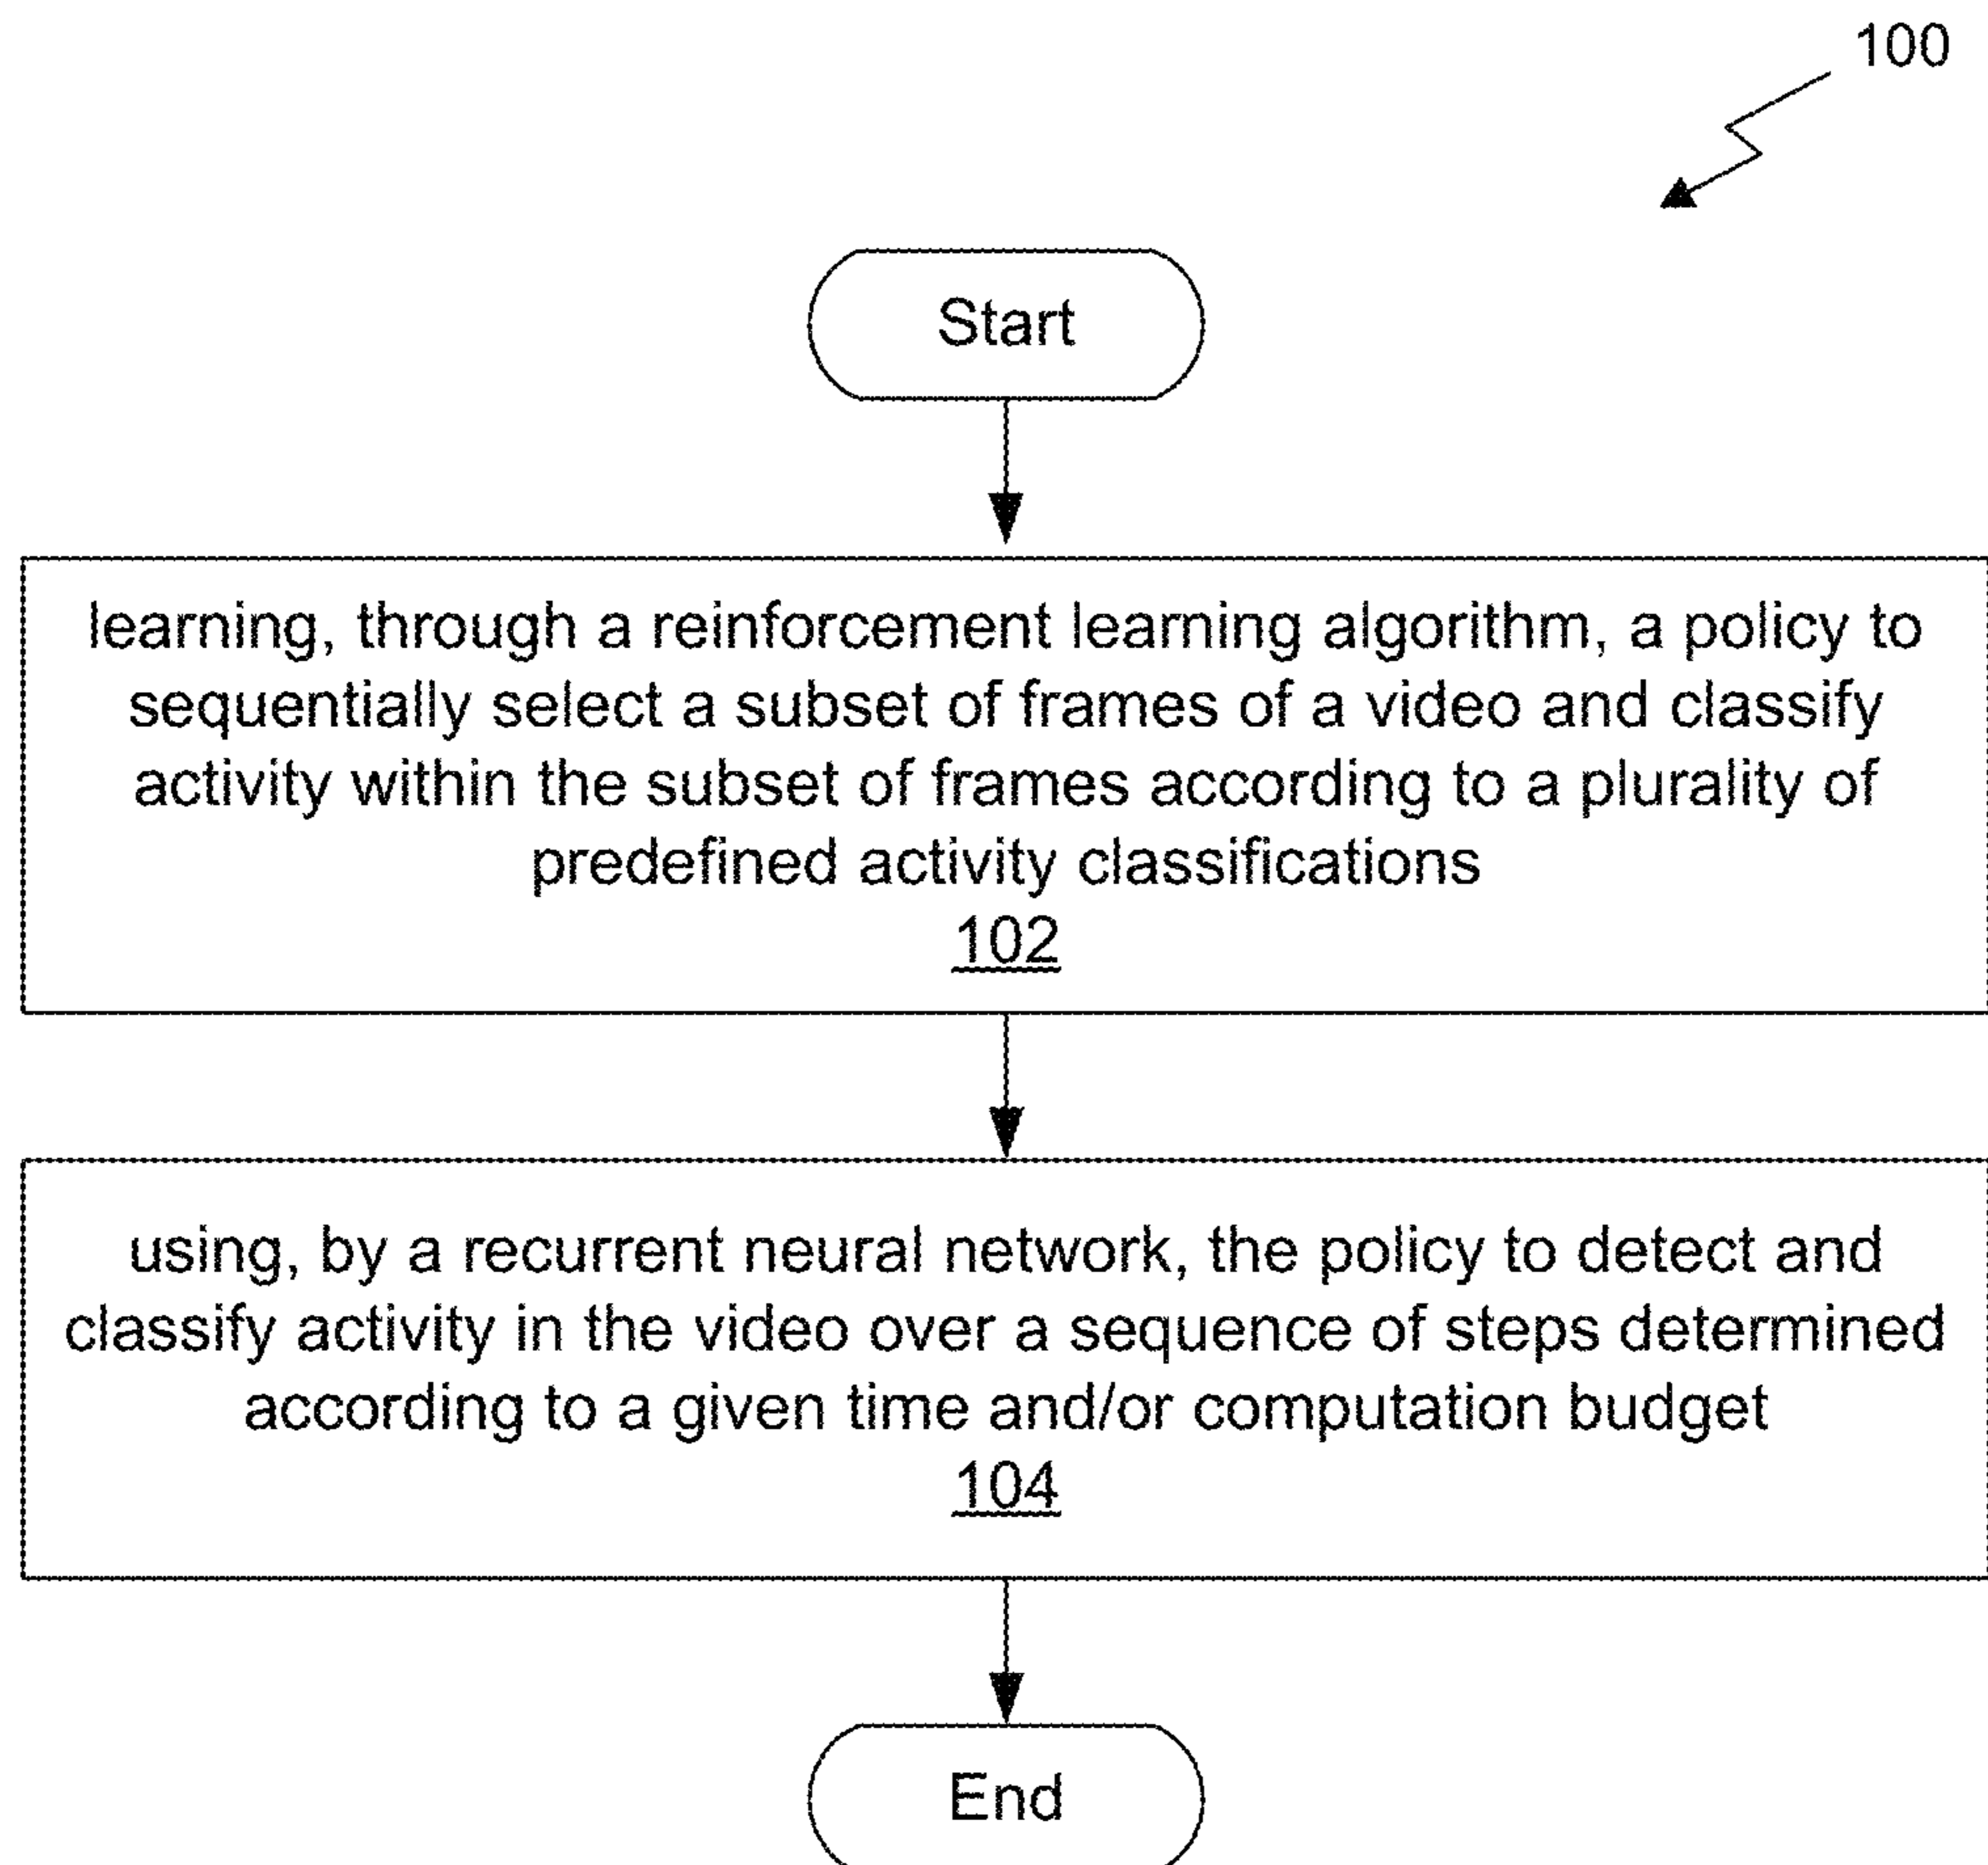 100
Start
learning, through a reinforcement learning algorithm, a policy to
sequentially select a subset of frames of a video and classify
activity within the subset of frames according to a plurality of
predefined activity classifications
102
using, by a recurrent neural network, the policy to detect and
classify activity in the video over a sequence of steps determined
according to a given time and/or computation budget
104
End